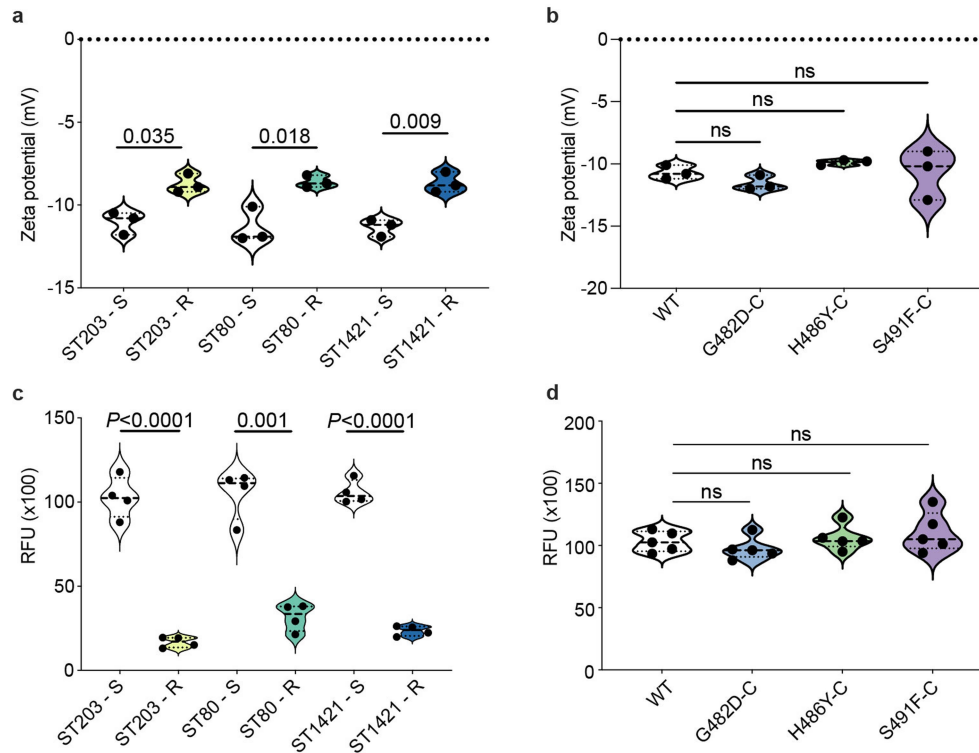 a
0
-5
-10
-15
Zeta potential (mV)
0.035
0.018
0.009
ST203 - S
ST203 - R
ST80 - S
ST80 - R
ST1421 - S
ST1421 - R
b
0
-5
-10
-15
-20
Zeta potential (mV)
ns
ns
ns
WT
G482D-C
H486Y-C
S491F-C
c
150
100
50
0
RFU (x100)
P<0.0001
0.001
P<0.0001
ST203 - S
ST203 - R
ST80 - S
ST80 - R
ST1421 - S
ST1421 - R
d
200
150
100
50
0
RFU (x100)
ns
ns
ns
WT
G482D-C
H486Y-C
S491F-C